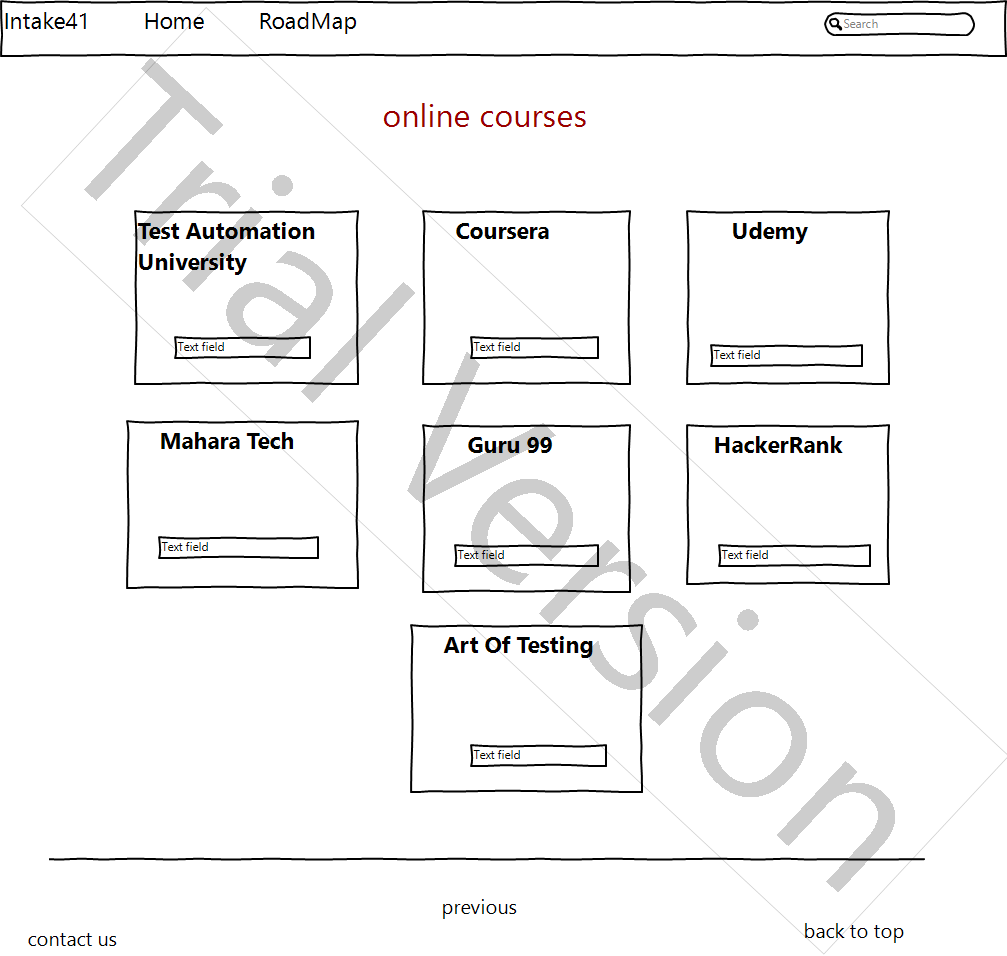 Intake41 Home RoadMap Search
online courses
Test Automation
University
Coursera
Udemy
Text field
Text field
Text field
Mahara Tech
Guru 99
HackerRank
Text field
Text field
Text field
Art Of Testing
Text field
previous
contact us
back to top
Trial Version